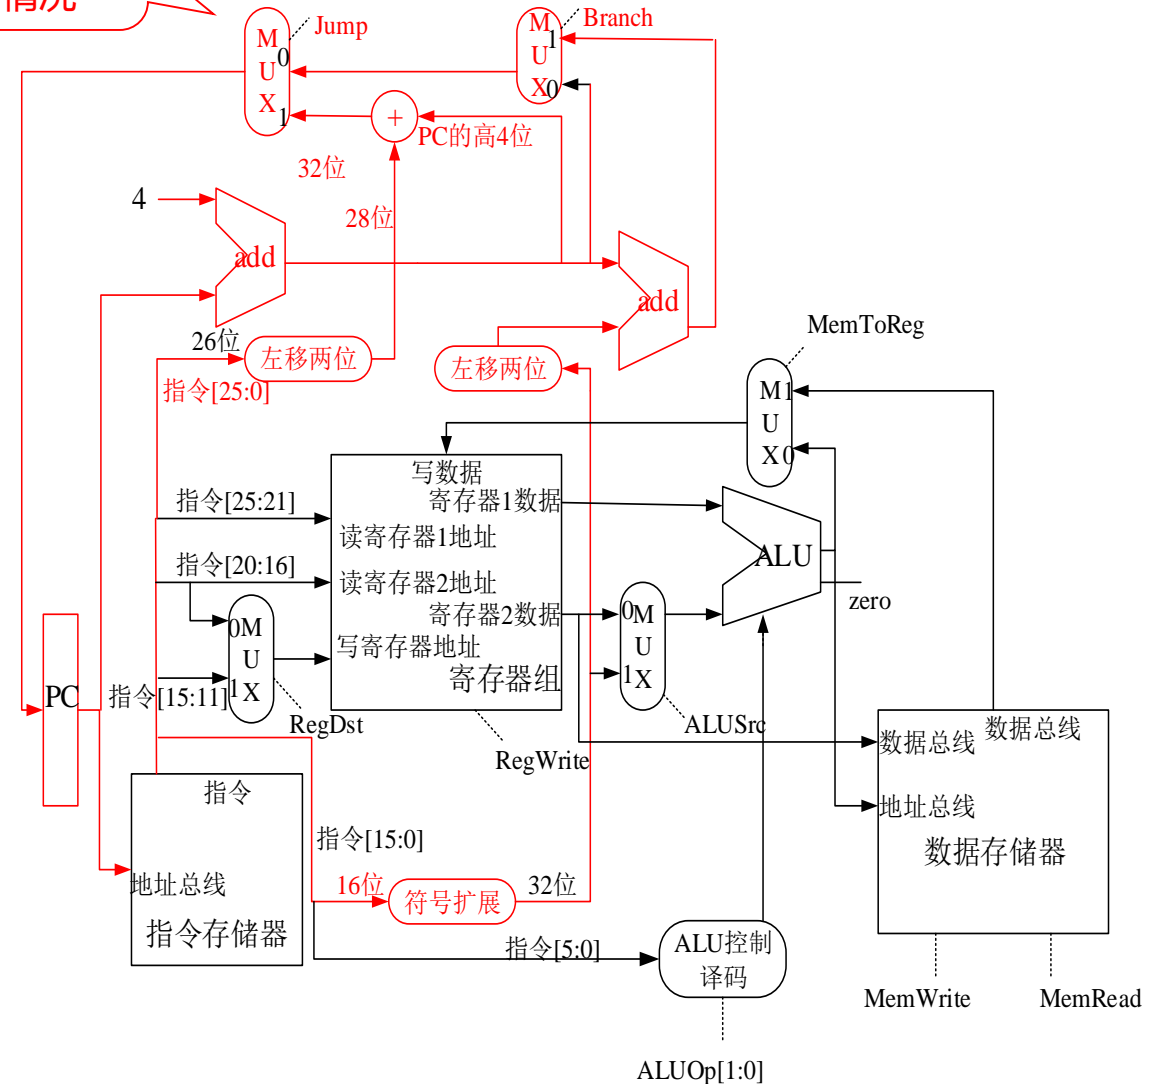 情况
M
U
X
0
1
Jump
M
U
X
1
0
Branch
+
PC的高4位
32位
28位
4
add
add
26位
左移两位
指令[25:0]
左移两位
MemToReg
M1
U
X0
写数据
寄存器1数据
指令[25:21]
读寄存器1地址
指令[20:16]
读寄存器2地址
寄存器2数据
写寄存器地址
寄存器组
ALU
zero
0M
U
1X
0M
U
1X
PC
指令[15:11]
RegDst
RegWrite
ALUSrc
数据总线
数据总线
地址总线
数据存储器
指令
地址总线
指令存储器
指令[15:0]
16位
符号扩展
32位
指令[5:0]
ALU控制
译码
MemWrite
MemRead
ALUOp[1:0]